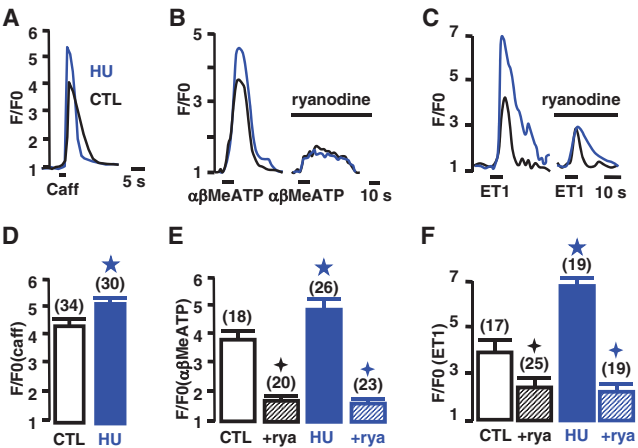 A
F/F0
6
5
4
3
2
1
HU
CTL
Caff
5 s
B
F/F0
5
3
1
ryanodine
αβMeATP
αβMeATP
10 s
C
F/F0
7
5
3
1
ryanodine
ET1
ET1
10 s
D
F/F0(caff)
6
5
4
3
2
1
(34)
(30)
CTL
HU
E
F/F0(αβMeATP)
6
5
4
3
2
1
(18)
(20)
(26)
(23)
CTL
+rya
HU
+rya
F
F/F0 (ET1)
7
5
3
1
(17)
(25)
(19)
(19)
CTL
+rya
HU
+rya